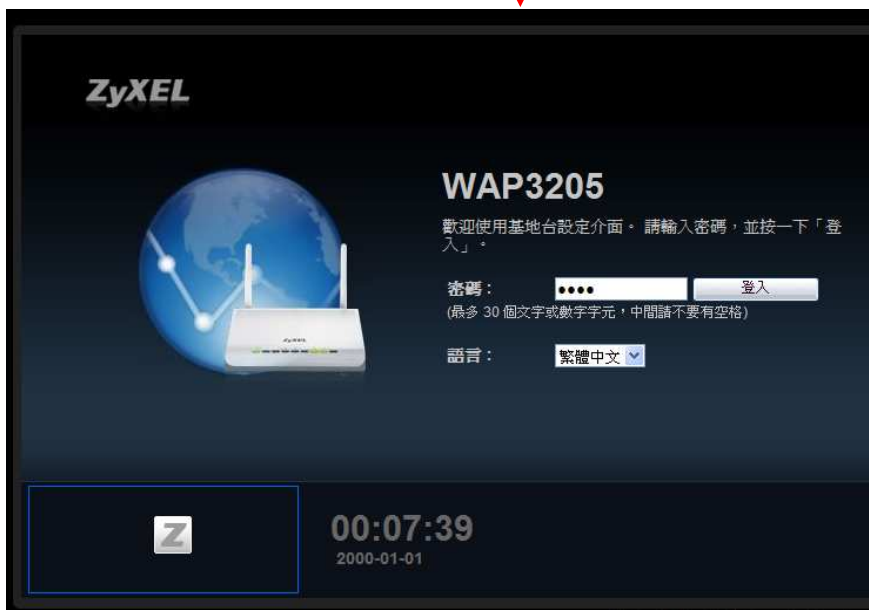 ZyXEL
WAP3205
歡迎使用基地台設定介面。 請輸入密碼,並按一下「登
入」。
密碼: •••• 登入
(最多 30 個文字或數字字元,中間請不要有空格)
語言: 繁體中文
ZyXEL
Z
00:07:39
2000-01-01